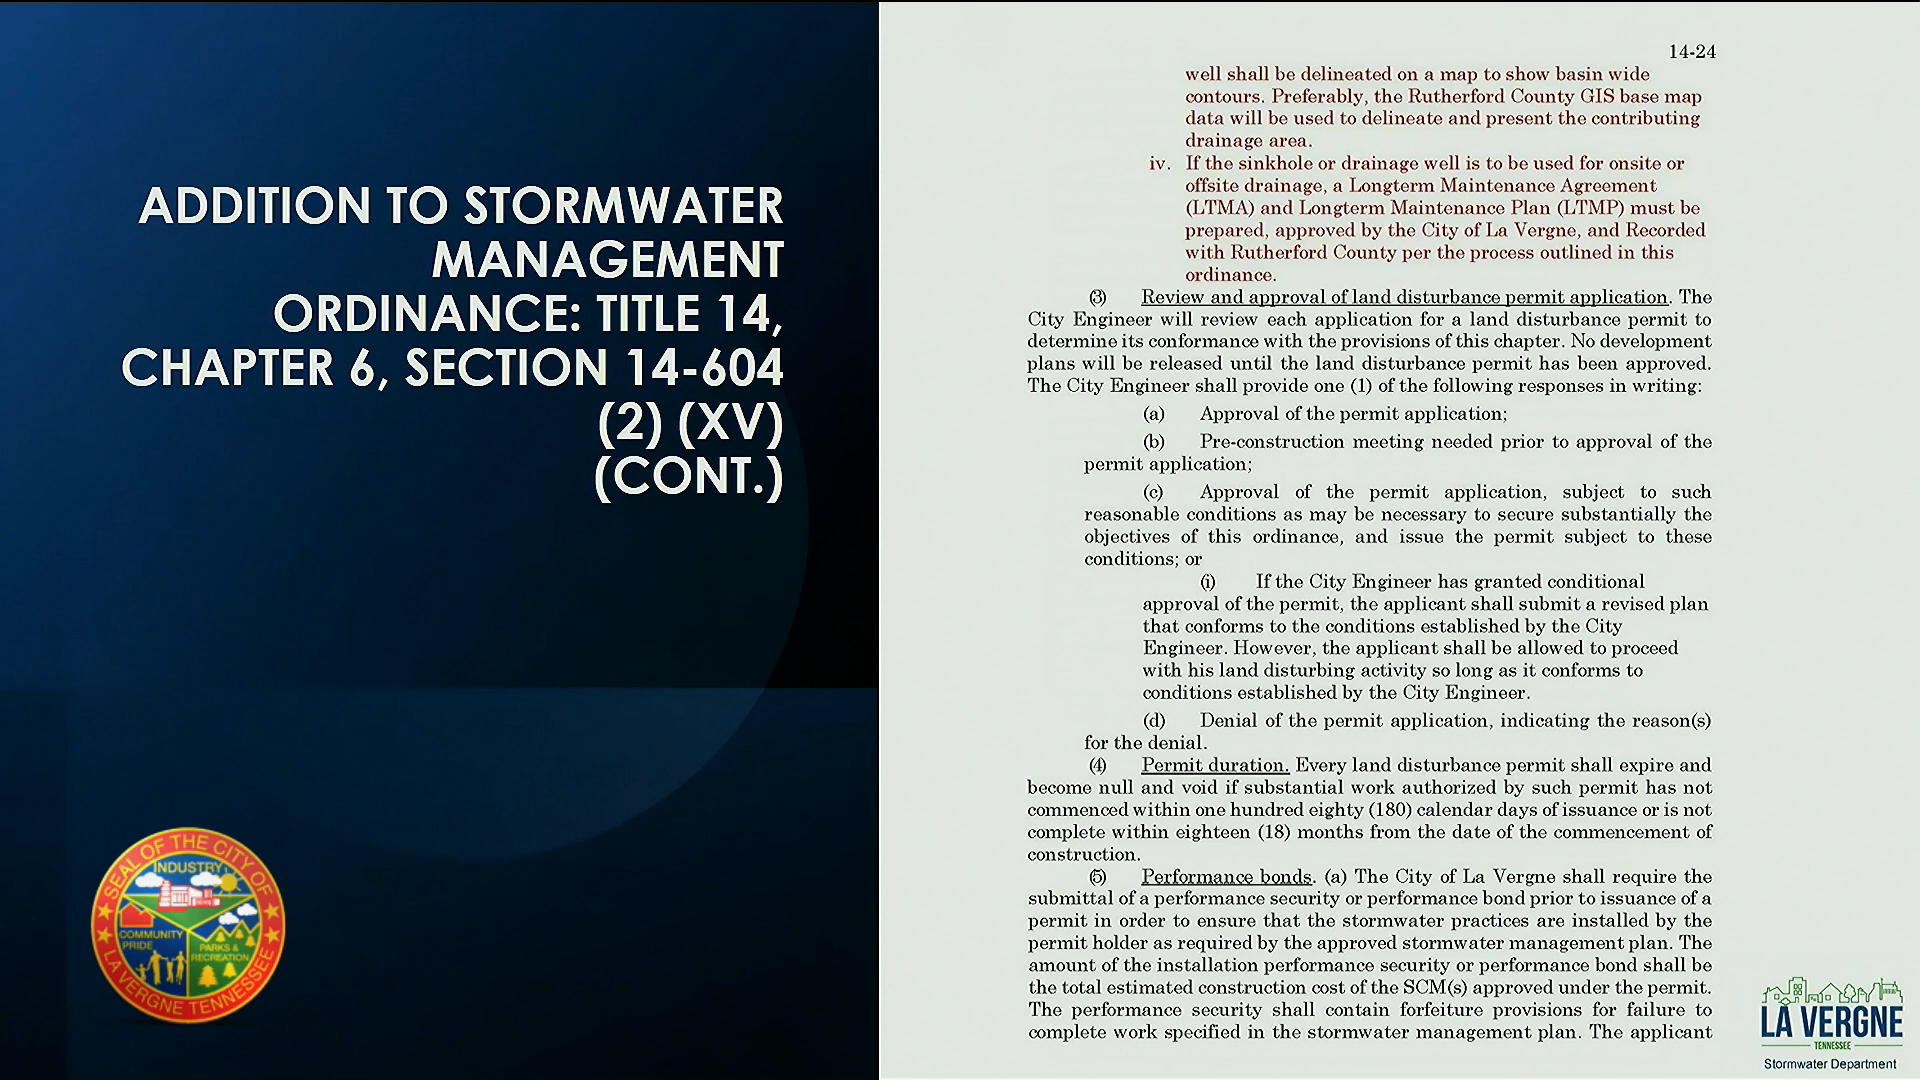 ADDITION TO STORMWATER
MANAGEMENT
ORDINANCE: TITLE 14,
CHAPTER 6, SECTION 14-604
(2) (XV)
(CONT.)
SEAL OF THE CITY OF
LA VERGNE TENNESSEE
INDUSTRY
COMMUNITY
PRIDE
PARKS &
RECREATION
14-24
well shall be delineated on a map to show basin wide
contours. Preferably, the Rutherford County GIS base map
data will be used to delineate and present the contributing
drainage area.
iv. If the sinkhole or drainage well is to be used for onsite or
offsite drainage, a Longterm Maintenance Agreement
(LTMA) and Longterm Maintenance Plan (LTMP) must be
prepared, approved by the City of La Vergne, and Recorded
with Rutherford County per the process outlined in this
ordinance.
(3) Review and approval of land disturbance permit application. The
City Engineer will review each application for a land disturbance permit to
determine its conformance with the provisions of this chapter. No development
plans will be released until the land disturbance permit has been approved.
The City Engineer shall provide one (1) of the following responses in writing:
(a) Approval of the permit application;
(b) Pre-construction meeting needed prior to approval of the
permit application;
(c) Approval of the permit application, subject to such
reasonable conditions as may be necessary to secure substantially the
objectives of this ordinance, and issue the permit subject to these
conditions; or
(i) If the City Engineer has granted conditional
approval of the permit, the applicant shall submit a revised plan
that conforms to the conditions established by the City
Engineer. However, the applicant shall be allowed to proceed
with his land disturbing activity so long as it conforms to
conditions established by the City Engineer.
(d) Denial of the permit application, indicating the reason(s)
for the denial.
(4) Permit duration. Every land disturbance permit shall expire and
become null and void if substantial work authorized by such permit has not
commenced within one hundred eighty (180) calendar days of issuance or is not
complete within eighteen (18) months from the date of the commencement of
construction.
(5) Performance bonds. (a) The City of La Vergne shall require the
submittal of a performance security or performance bond prior to issuance of a
permit in order to ensure that the stormwater practices are installed by the
permit holder as required by the approved stormwater management plan. The
amount of the installation performance security or performance bond shall be
the total estimated construction cost of the SCM(s) approved under the permit.
The performance security shall contain forfeiture provisions for failure to
complete work specified in the stormwater management plan. The applicant
LA VERGNE
TENNESSEE
Stormwater Department